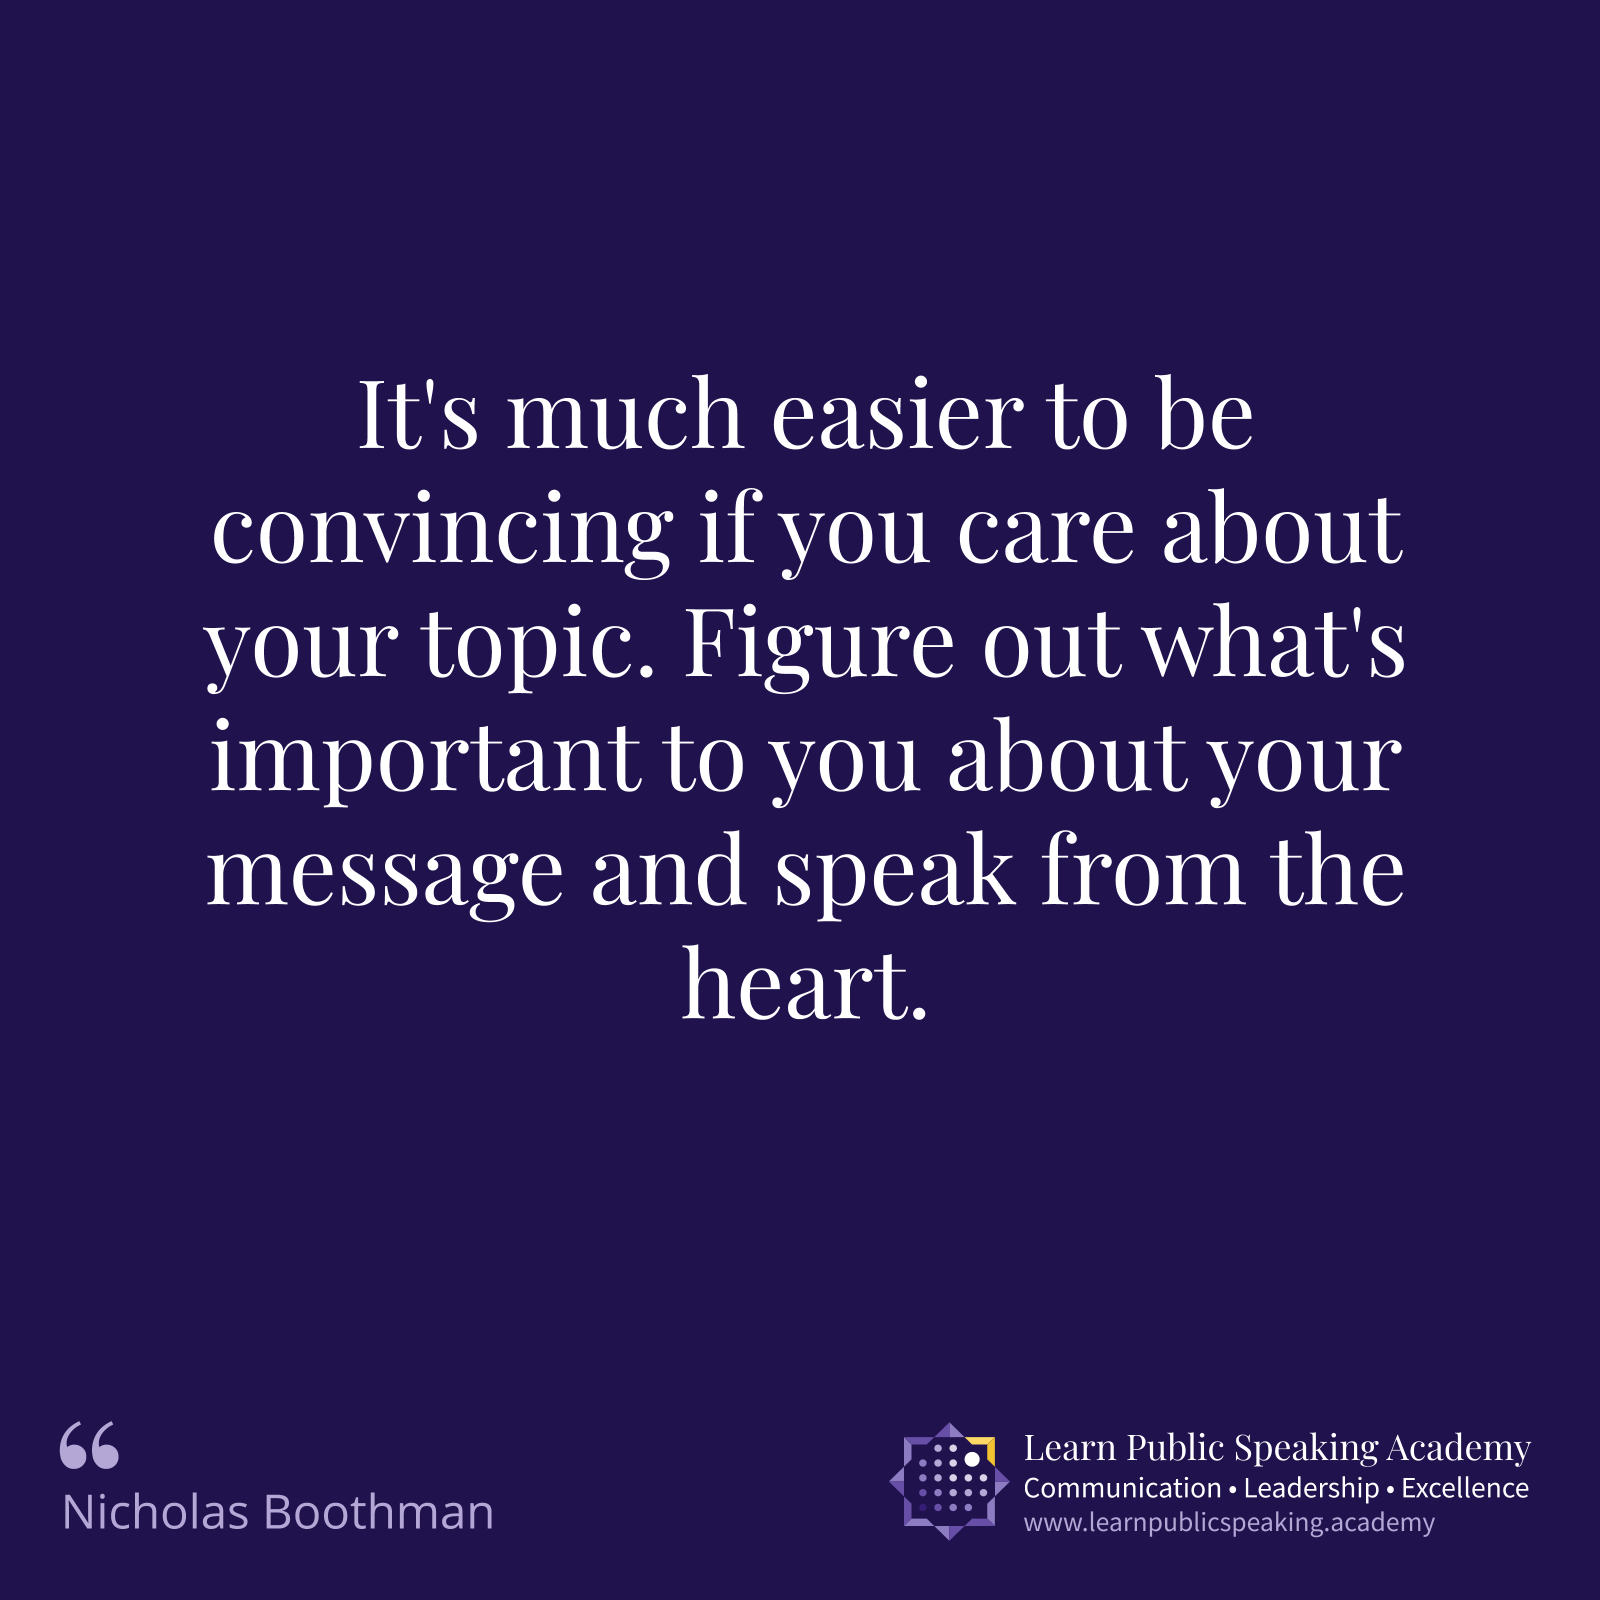 It's much easier to be
convincing if you care about
your topic. Figure out what's
important to you about your
message and speak from the
heart.
“
Nicholas Boothman
Learn Public Speaking Academy
Communication • Leadership • Excellence
www.learnpublicspeaking.academy